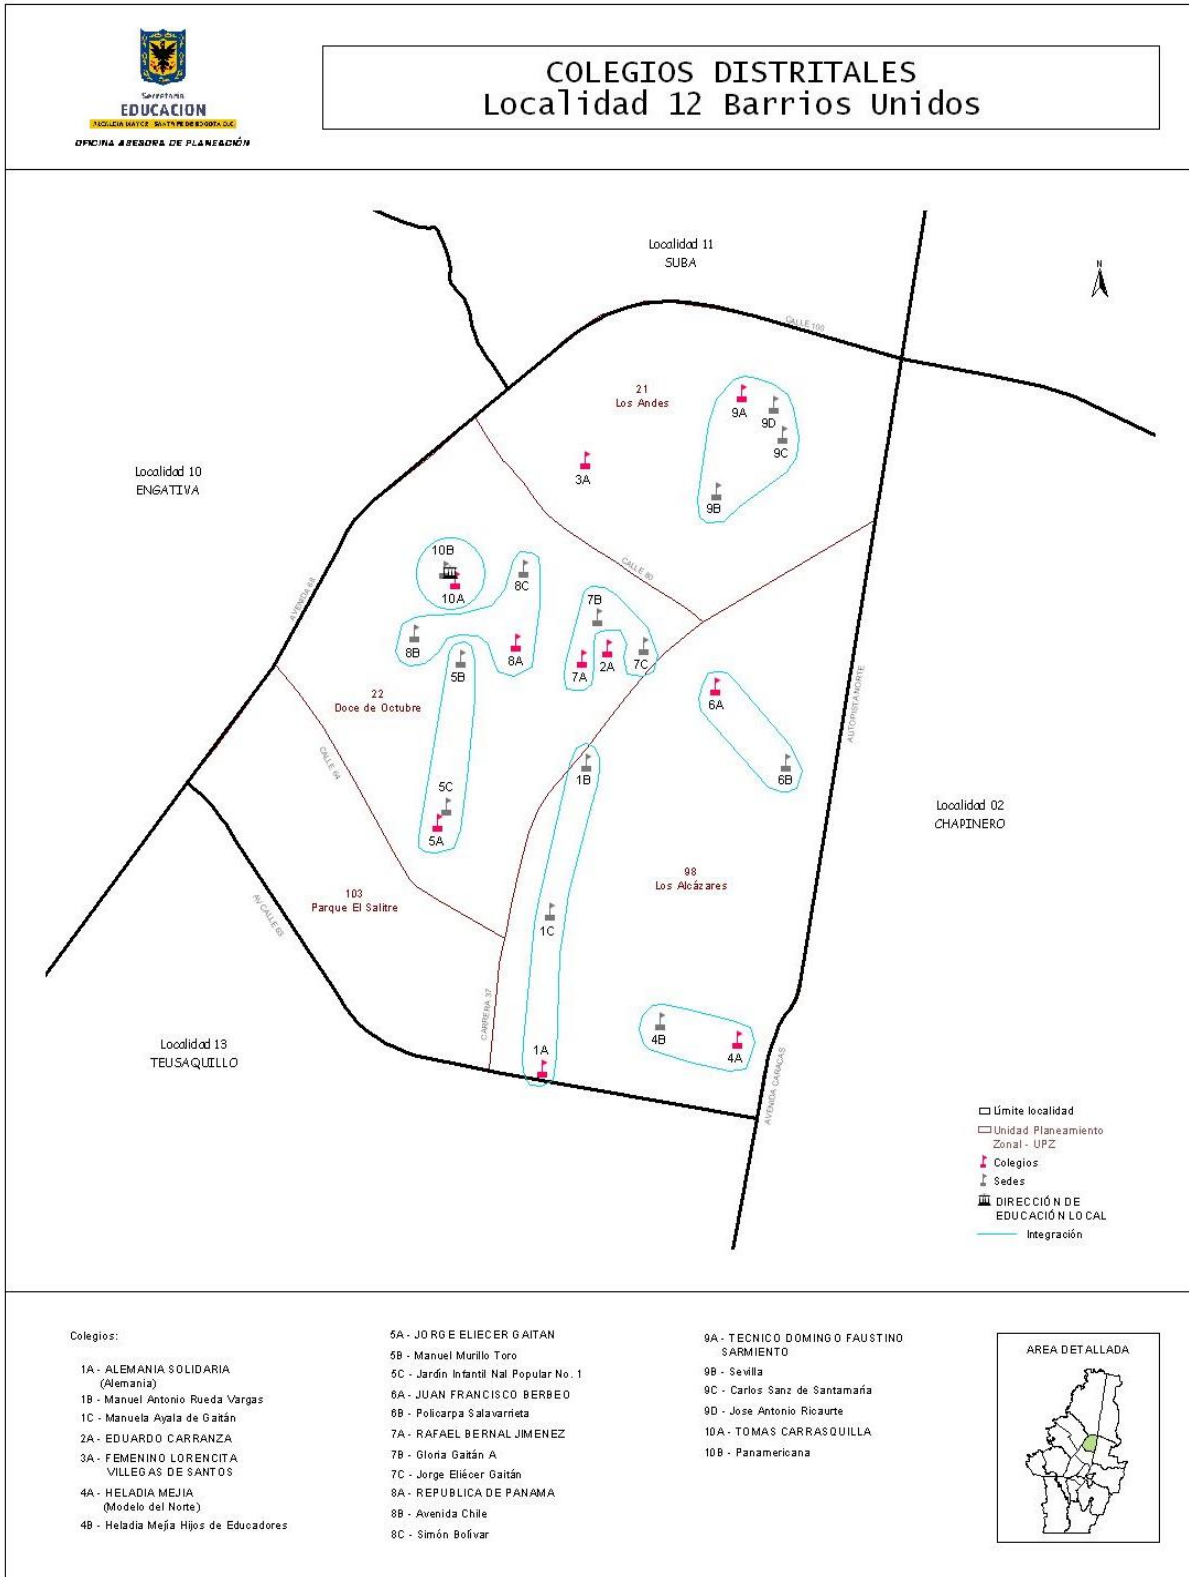 Secretaría
EDUCACION
ALCALDIA MAYOR SANTAFE DE BOGOTA D.C.
OFICINA ASESORA DE PLANEACIÓN
COLEGIOS DISTRITALES
Localidad 12 Barrios Unidos
Localidad 11
SUBA
N
CALLE 100
21
Los Andes
9A
9D
9C
9B
3A
Localidad 10
ENGATIVA
AVENIDA 68
CALLE 80
10B
10A
8C
8B
8A
5B
7B
7A
2A
7C
6A
6B
AUTOPISTA NORTE
22
Doce de Octubre
CALLE 64
1B
5C
5A
Localidad 02
CHAPINERO
98
Los Alcázares
103
Parque El Salitre
AV CALLE 63
1C
CARRERA 37
4B
4A
1A
Localidad 13
TEUSAQUILLO
AVENIDA CARACAS
Límite localidad
Unidad Planeamiento
Zonal - UPZ
Colegios
Sedes
DIRECCIÓN DE
EDUCACIÓN LOCAL
Integración
Colegios:
1A - ALEMANIA SOLIDARIA
(Alemania)
1B - Manuel Antonio Rueda Vargas
1C - Manuela Ayala de Gaitán
2A - EDUARDO CARRANZA
3A - FEMENINO LORENCITA
VILLEGAS DE SANTOS
4A - HELADIA MEJIA
(Modelo del Norte)
4B - Heladia Mejía Hijos de Educadores
5A - JORGE ELIECER GAITAN
5B - Manuel Murillo Toro
5C - Jardín Infantil Nal Popular No. 1
6A - JUAN FRANCISCO BERBEO
6B - Policarpa Salavarrieta
7A - RAFAEL BERNAL JIMENEZ
7B - Gloria Gaitán A
7C - Jorge Eliécer Gaitán
8A - REPUBLICA DE PANAMA
8B - Avenida Chile
8C - Simón Bolívar
9A - TECNICO DOMINGO FAUSTINO
SARMIENTO
9B - Sevilla
9C - Carlos Sanz de Santamaría
9D - Jose Antonio Ricaurte
10A - TOMAS CARRASQUILLA
10B - Panamericana
AREA DETALLADA